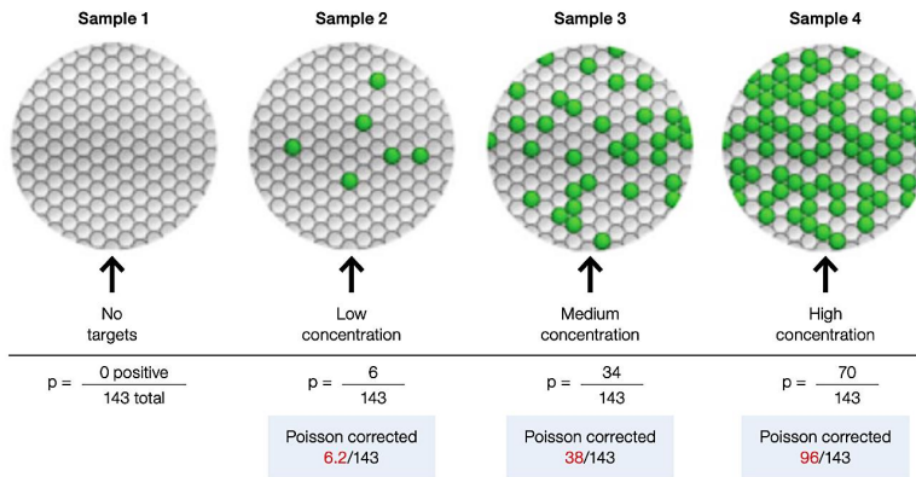 Sample 1
Sample 2
Sample 3
Sample 4
No
targets
Low
concentration
Medium
concentration
High
concentration
p = 0 positive
143 total
p = 6
143
p = 34
143
p = 70
143
Poisson corrected
6.2/143
Poisson corrected
38/143
Poisson corrected
96/143